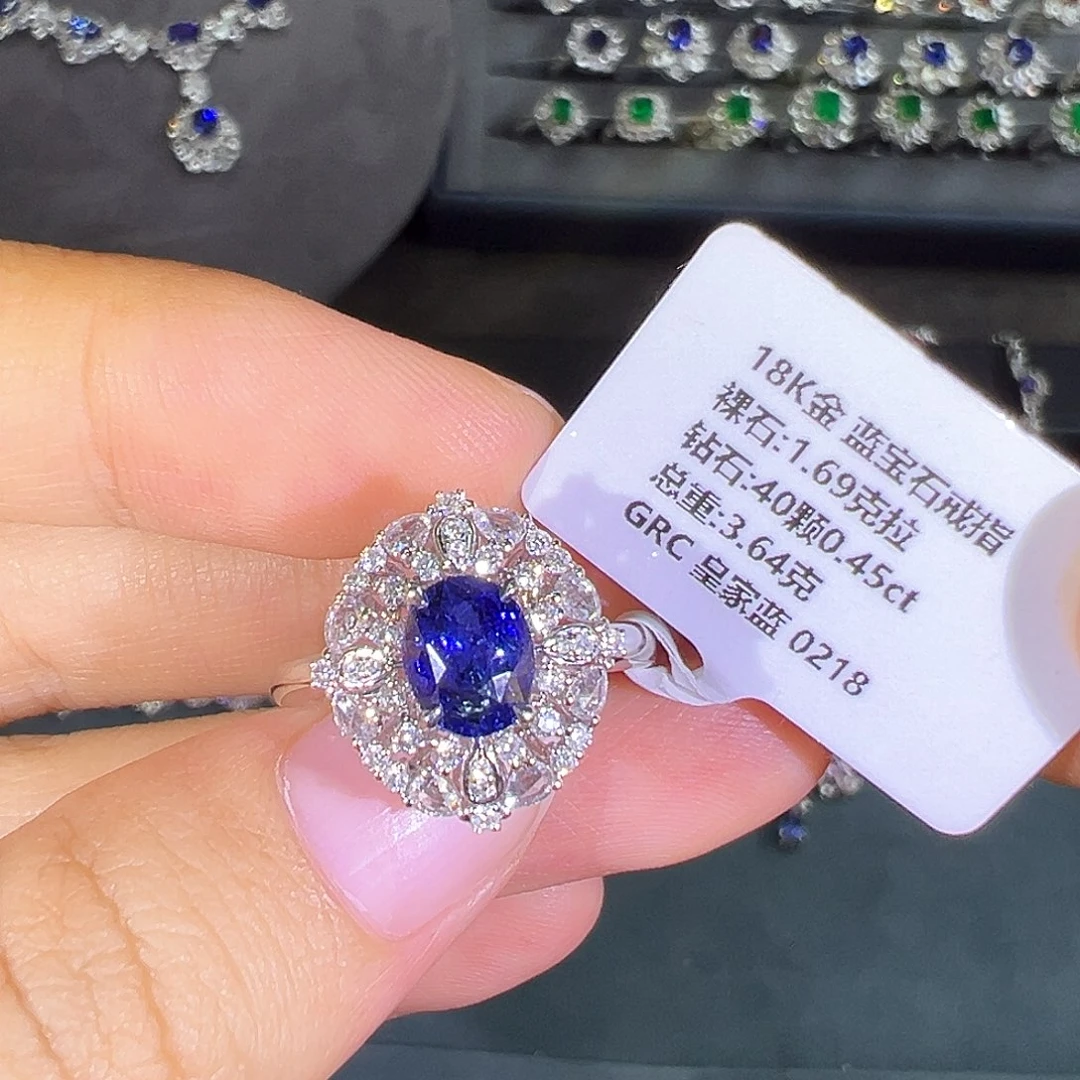 18K金 蓝宝石戒指
裸石:1.69克拉
钻石:40颗0.45ct
总重:3.64克
GRC 皇家蓝 0218